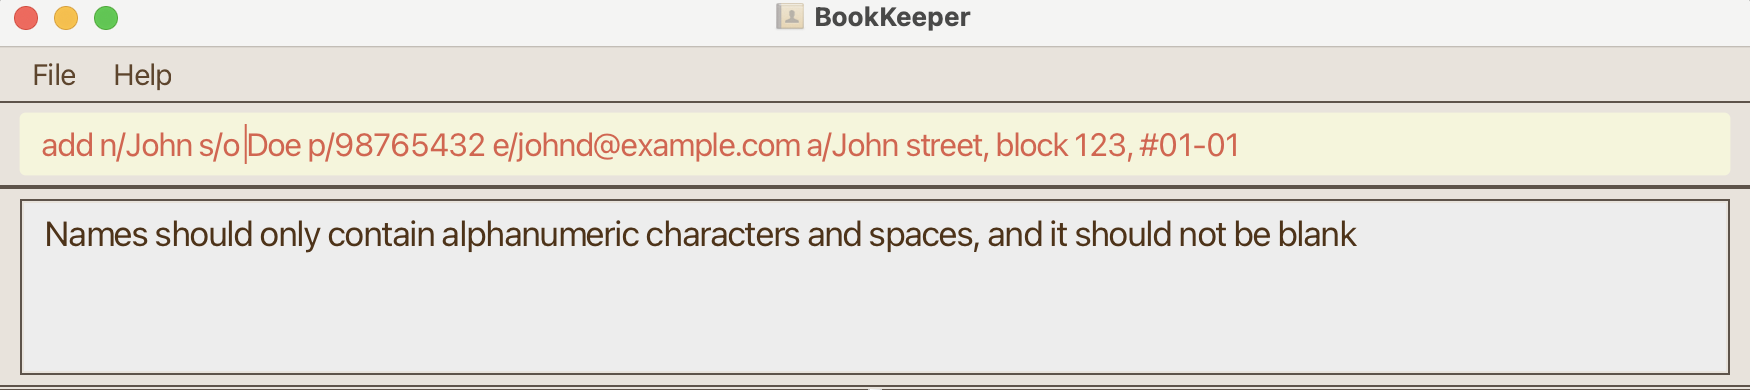 BookKeeper
File Help
add n/John s/o Doe p/98765432 e/johnd@example.com a/John street, block 123, #01-01
Names should only contain alphanumeric characters and spaces, and it should not be blank